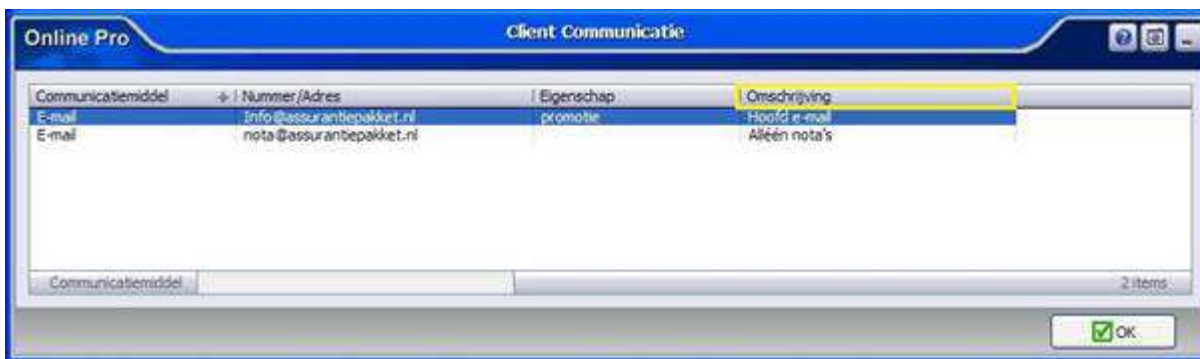 Online Pro Client Communicatie
Communicatiemiddel Nummer/Adres Eigenschap Omschrijving
E-mail Info@assurantiepakket.nl promotie Hoofd e-mail
E-mail nota@assurantiepakket.nl Alléén nota's
Communicatiemiddel 2 items
OK